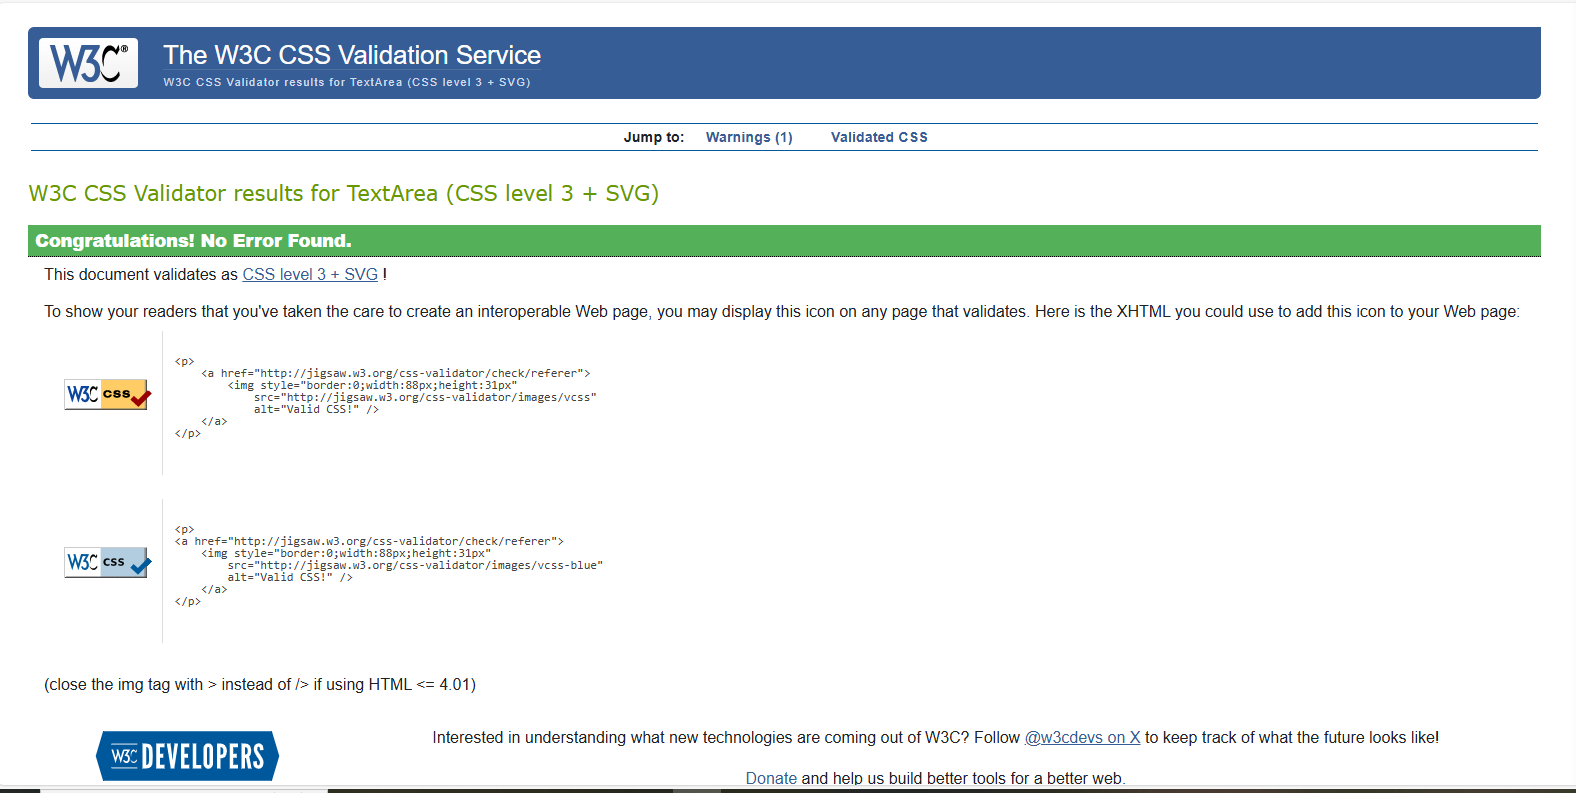 W3C®
The W3C CSS Validation Service
W3C CSS Validator results for TextArea (CSS level 3 + SVG)
Jump to: Warnings (1) Validated CSS
W3C CSS Validator results for TextArea (CSS level 3 + SVG)
Congratulations! No Error Found.
This document validates as CSS level 3 + SVG !
To show your readers that you've taken the care to create an interoperable Web page, you may display this icon on any page that validates. Here is the XHTML you could use to add this icon to your Web page:
W3C css
<p>
    <a href="http://jigsaw.w3.org/css-validator/check/referer">
        <img style="border:0;width:88px;height:31px"
            src="http://jigsaw.w3.org/css-validator/images/vcss"
            alt="Valid CSS!" />
    </a>
</p>
W3C css
<p>
<a href="http://jigsaw.w3.org/css-validator/check/referer">
    <img style="border:0;width:88px;height:31px"
        src="http://jigsaw.w3.org/css-validator/images/vcss-blue"
        alt="Valid CSS!" />
    </a>
</p>
(close the img tag with > instead of /> if using HTML <= 4.01)
W3C DEVELOPERS
Interested in understanding what new technologies are coming out of W3C? Follow @w3cdevs on X to keep track of what the future looks like!
Donate and help us build better tools for a better web.